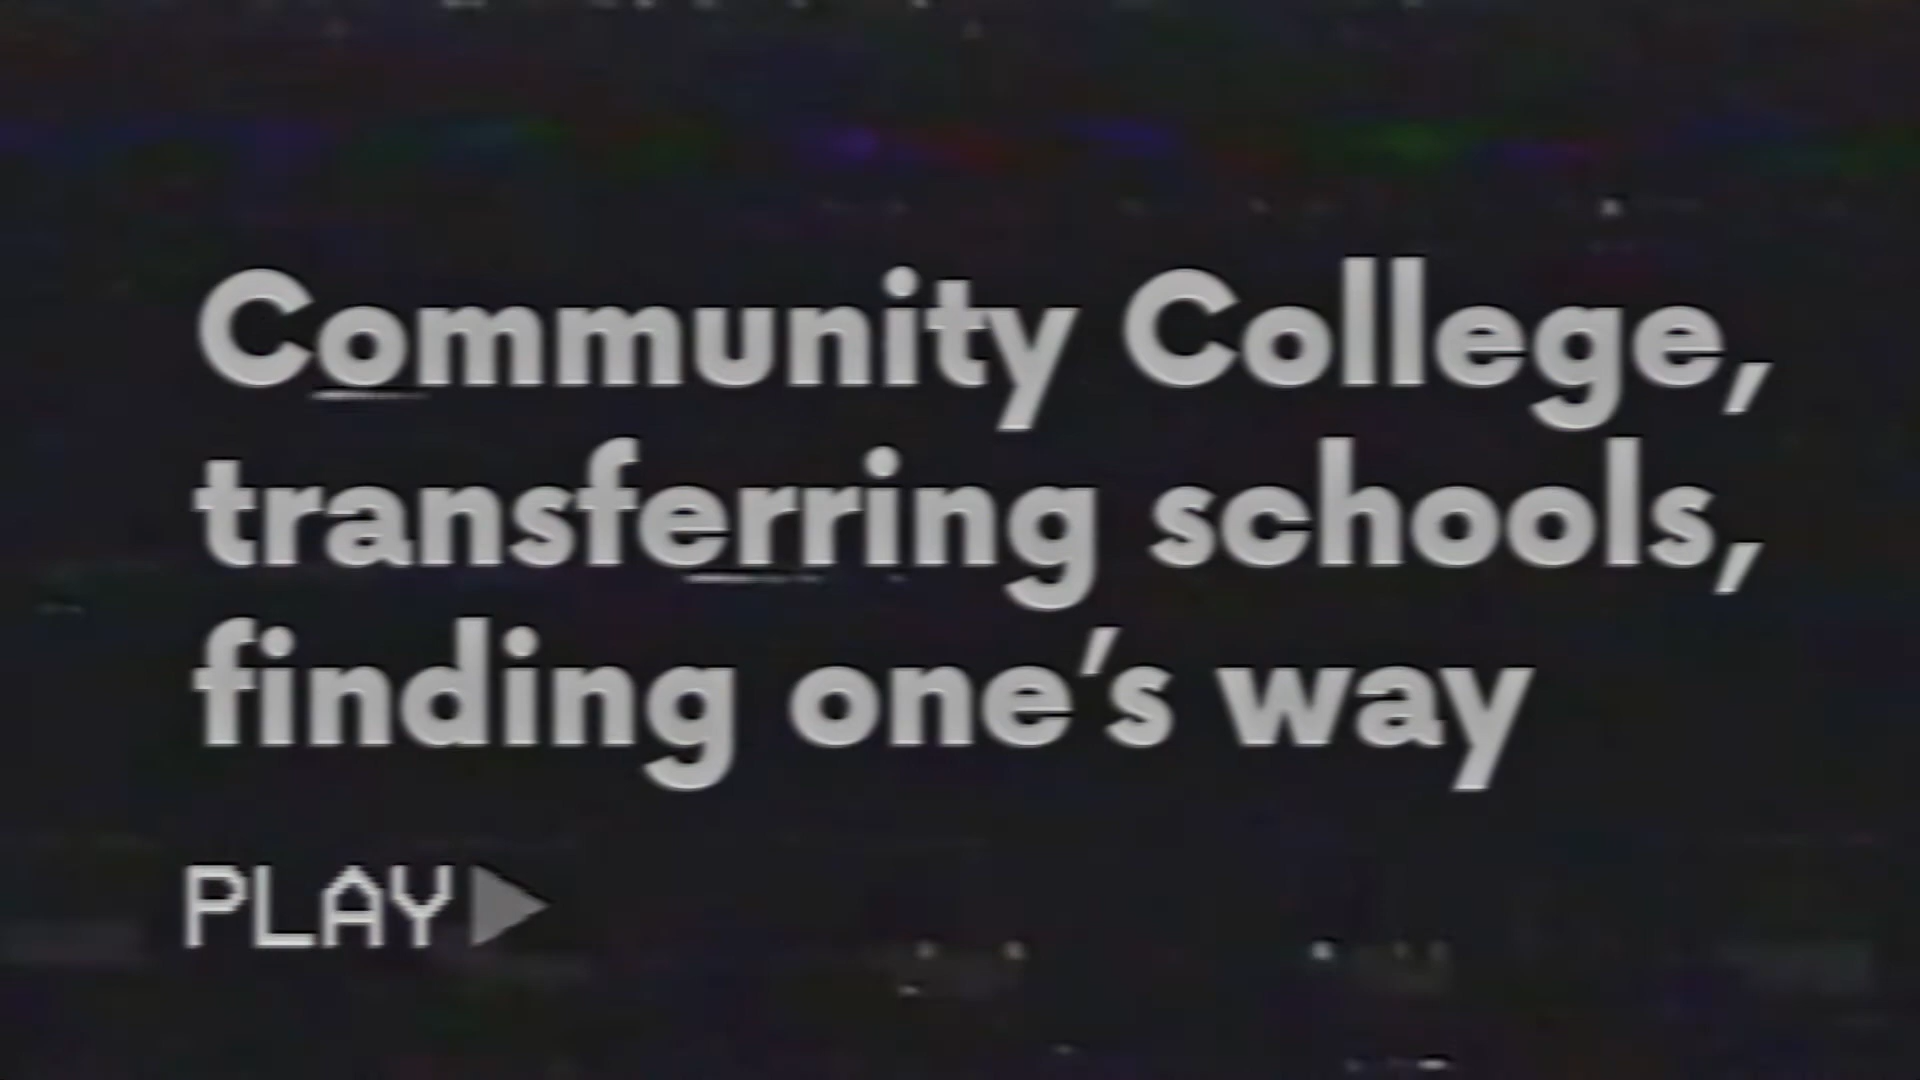 Community College,
transferring schools,
finding one's way
PLAY